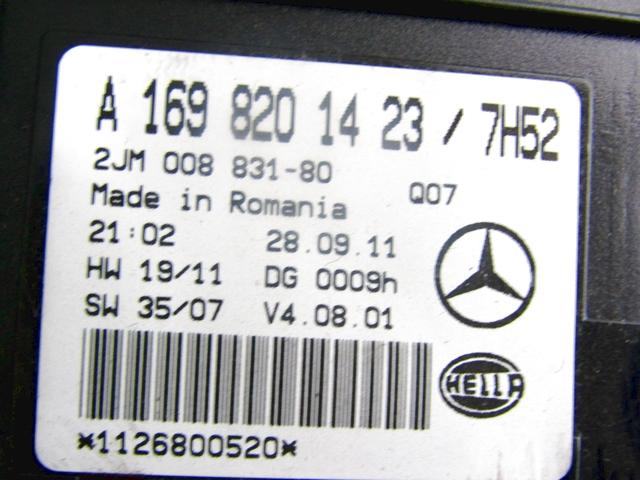 A 169 820 14 23 / 7H52
2JM 008 831-80
Q07
Made in Romania
21:02 28.09.11
HW 19/11 DG 0009h
SW 35/07 V4.08.01
HELLA
*1126800520*